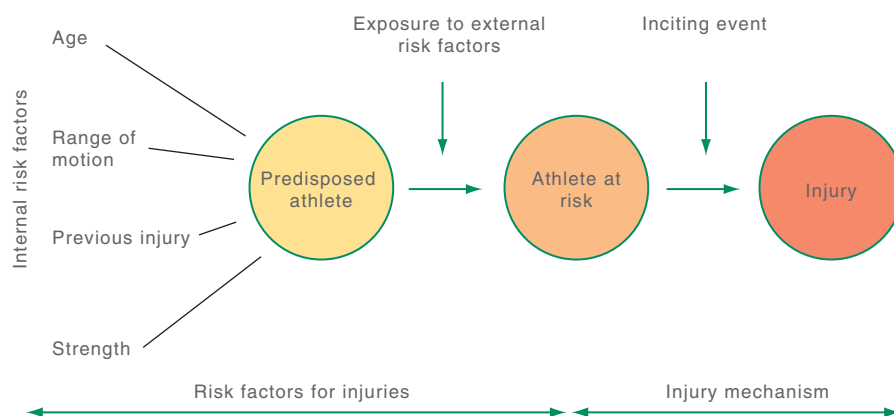 Internal risk factors
Age
Range of
motion
Previous injury
Strength
Predisposed
athlete
Exposure to external
risk factors
Athlete at
risk
Inciting event
Injury
Risk factors for injuries
Injury mechanism